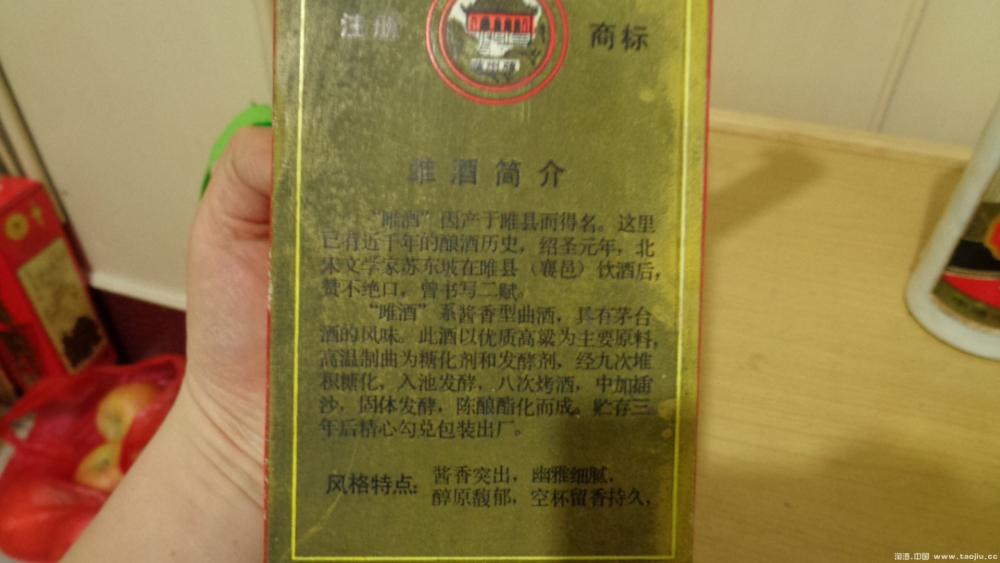 注册 商标
睢酒简介
“睢酒”因产于睢县而得名。这里
已有近千年的酿酒历史，绍圣元年，北
宋文学家苏东坡在睢县（襄邑）饮酒后，
赞不绝口，曾书写二赋。
“睢酒”系酱香型曲酒，具有茅台
酒的风味。此酒以优质高粱为主要原料，
高温制曲为糖化剂和发酵剂，经九次堆
积糖化，入池发酵，八次烤酒，中加插
沙，固体发酵，陈酿酯化而成。贮存三
年后精心勾兑包装出厂。
风格特点：酱香突出，幽雅细腻，
醇原馥郁，空杯留香持久，
淘酒.中国 www.taojiu.cc